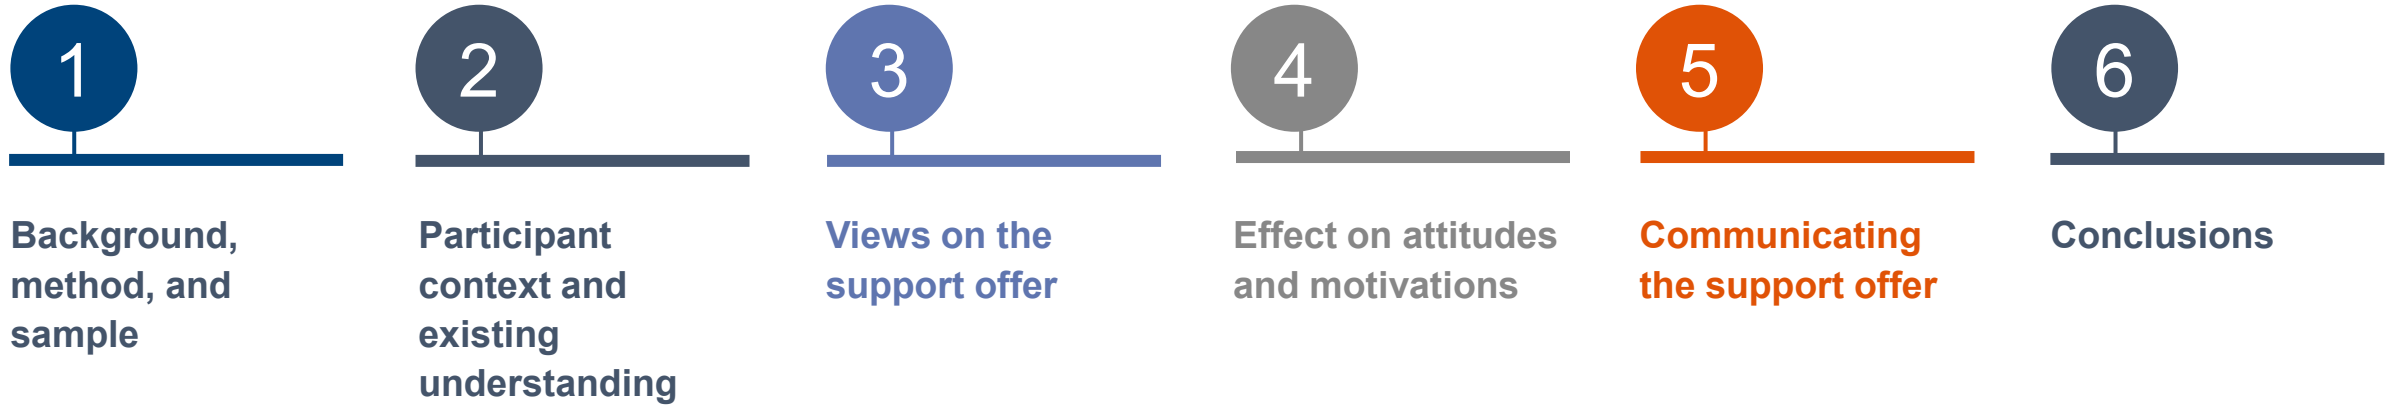 1
Background,
method, and
sample
2
Participant
context and
existing
understanding
3
Views on the
support offer
4
Effect on attitudes
and motivations
5
Communicating
the support offer
6
Conclusions